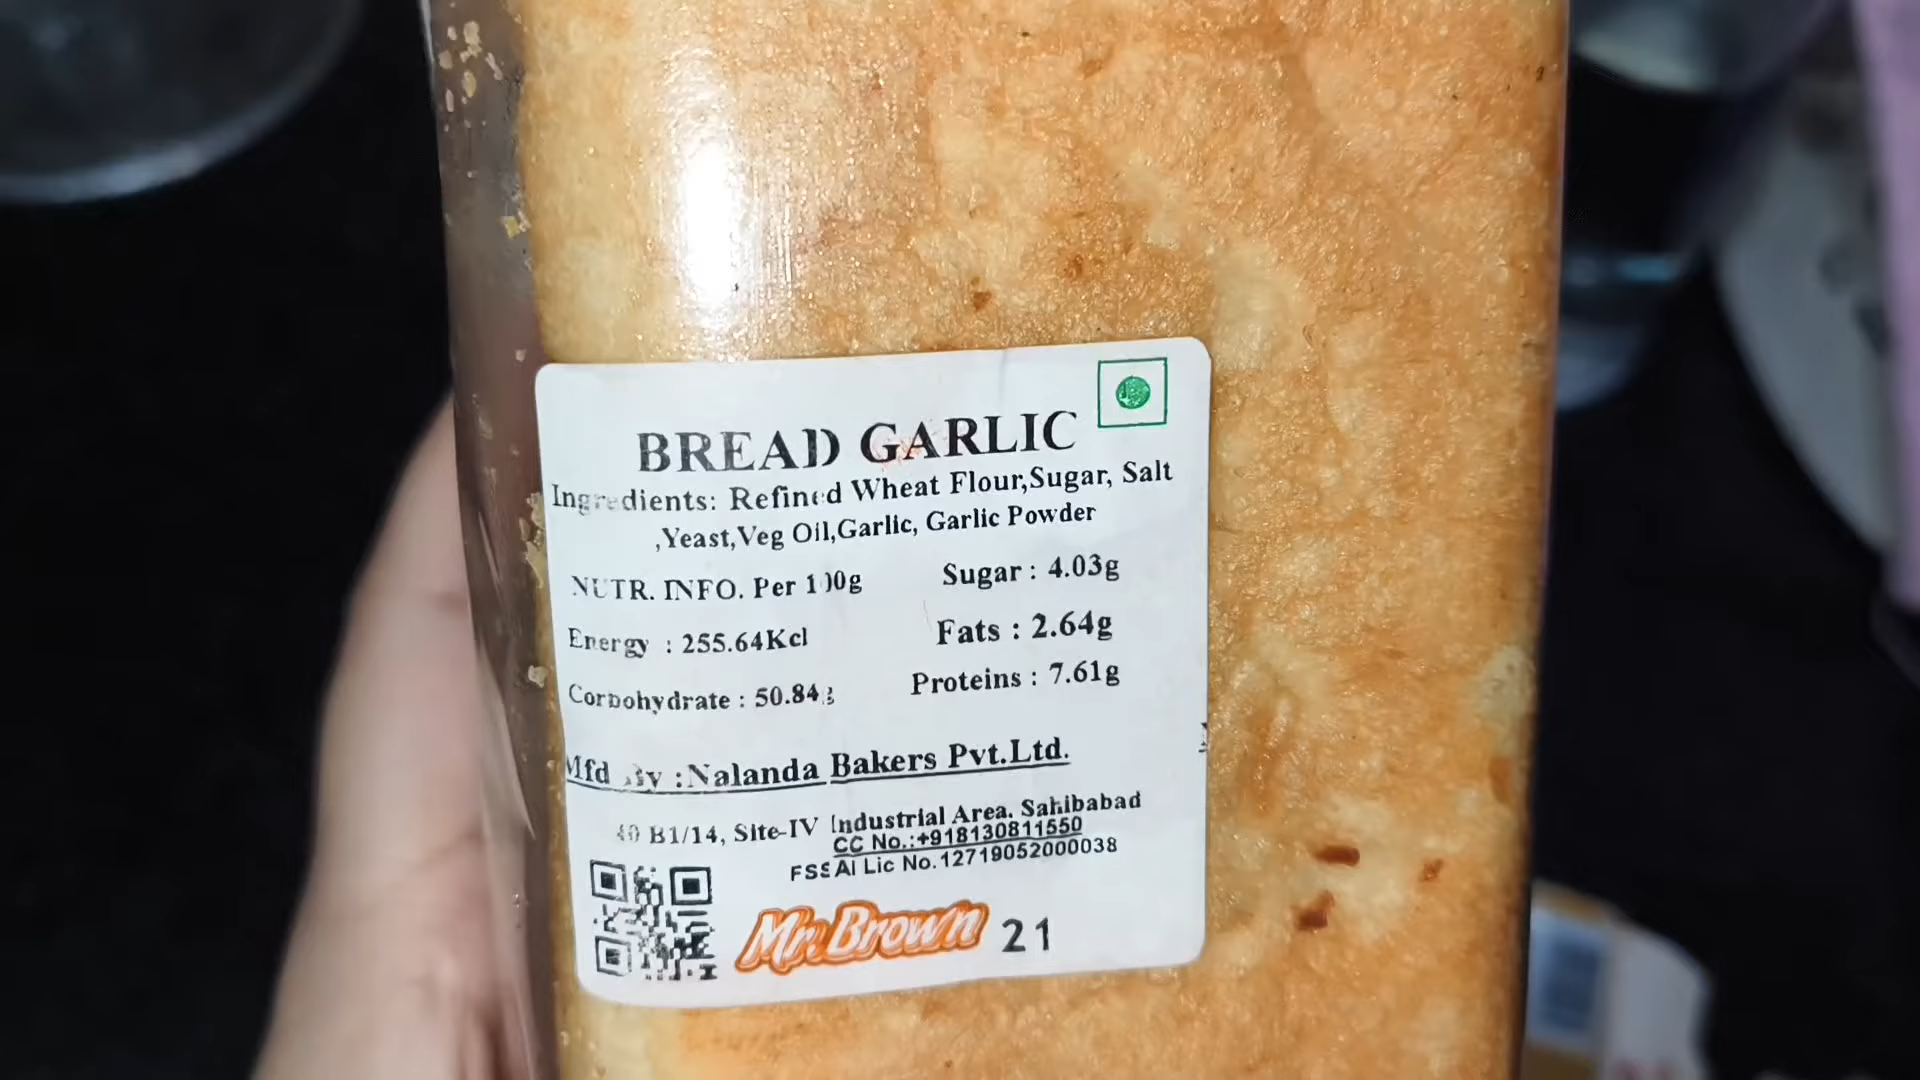 BREAD GARLIC
Ingredients: Refined Wheat Flour,Sugar, Salt
,Yeast,Veg Oil,Garlic, Garlic Powder
NUTR. INFO. Per 100g
Sugar : 4.03g
Energy : 255.64Kcl
Fats : 2.64g
Corbohydrate : 50.84g
Proteins : 7.61g
Mfd By :Nalanda Bakers Pvt.Ltd.
40 B1/14, Site-IV Industrial Area. Sahibabad
CC No.:+918130811550
FSSAI Lic No.12719052000038
Mr. Brown 21